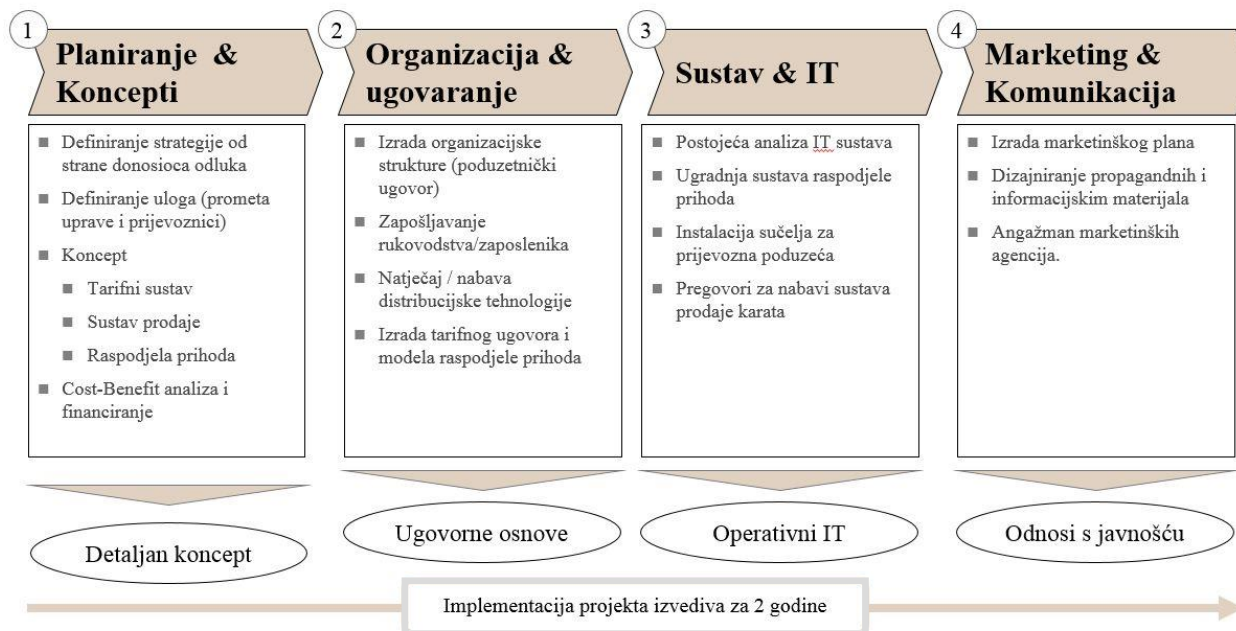 1
Planiranje &
Koncepti
Definiranje strategije od
strane donosioca odluka
Definiranje uloga (prometa
uprave i prijevoznici)
Koncept
Tarifni sustav
Sustav prodaje
Raspodjela prihoda
Cost-Benefit analiza i
financiranje
Detaljan koncept
2
Organizacija &
ugovaranje
Izrada organizacijske
strukture (poduzetnički
ugovor)
Zapošljavanje
rukovodstva/zaposlenika
Natječaj / nabava
distribucijske tehnologije
Izrada tarifnog ugovora i
modela raspodjele prihoda
Ugovorne osnove
3
Sustav & IT
Postojeća analiza IT sustava
Ugradnja sustava raspodjele
prihoda
Instalacija sučelja za
prijevozna poduzeća
Pregovori za nabavi sustava
prodaje karata
Operativni IT
4
Marketing &
Komunikacija
Izrada marketinškog plana
Dizajniranje propagandnih i
informacijskim materijala
Angažman marketinških
agencija.
Odnosi s javnošću
Implementacija projekta izvediva za 2 godine